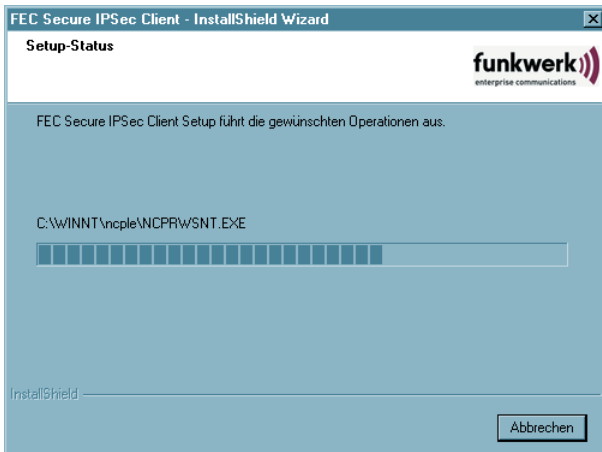 FEC Secure IPSec Client - InstallShield Wizard
Setup-Status
funkwerk
enterprise communications
FEC Secure IPSec Client Setup führt die gewünschten Operationen aus.
C:\WINNT\ncple\NCPRWSNT.EXE
InstallShield
Abbrechen